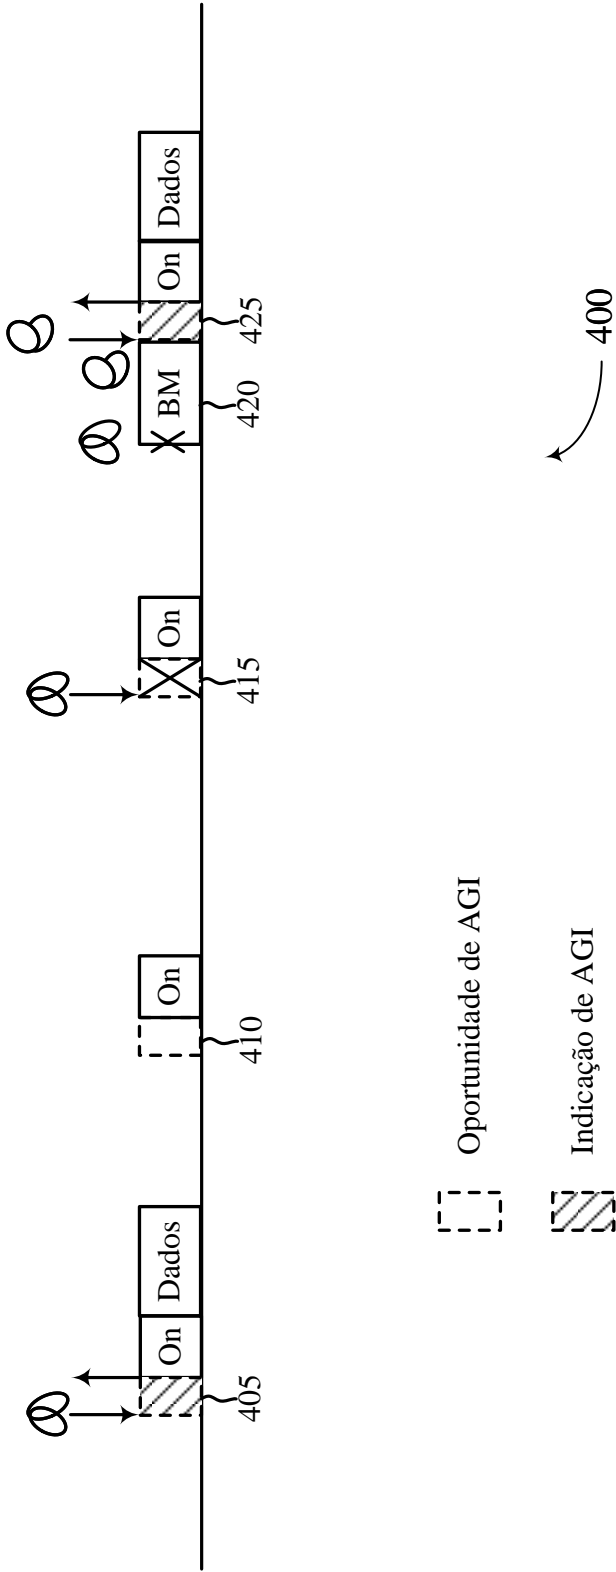 On
Dados
405
On
410
On
415
BM
On
Dados
420
425
Oportunidade de AGI
Indicação de AGI
400